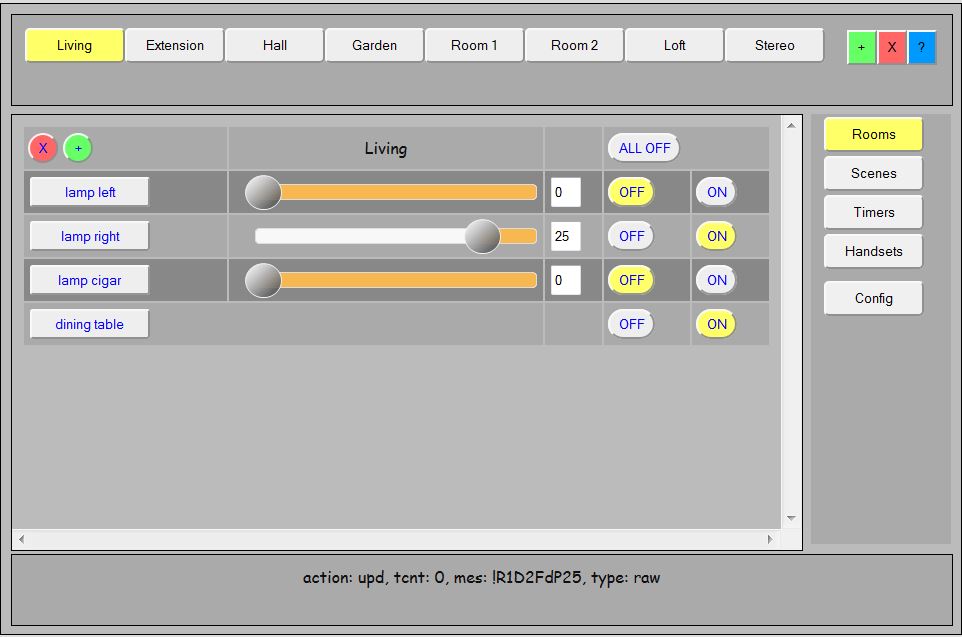 Living Extension Hall Garden Room 1 Room 2 Loft Stereo + X ?
X + Living ALL OFF
lamp left 0 OFF ON
lamp right 25 OFF ON
lamp cigar 0 OFF ON
dining table OFF ON
Rooms
Scenes
Timers
Handsets
Config
action: upd, tcnt: 0, mes: !R1D2FdP25, type: raw